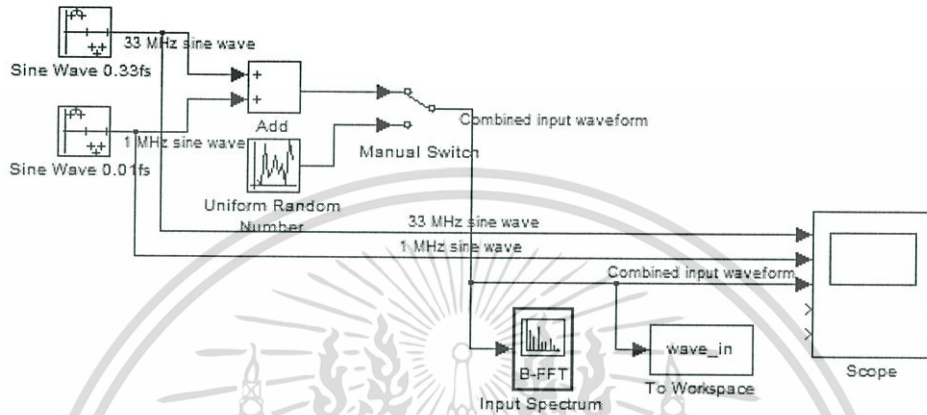 33 MHz sine wave
Sine Wave 0.33fs
+
+
Add
1 MHz sine wave
Sine Wave 0.01fs
Combined input waveform
Manual Switch
Uniform Random
Number
33 MHz sine wave
1 MHz sine wave
Combined input waveform
Scope
B-FFT
Input Spectrum
wave_in
To Workspace